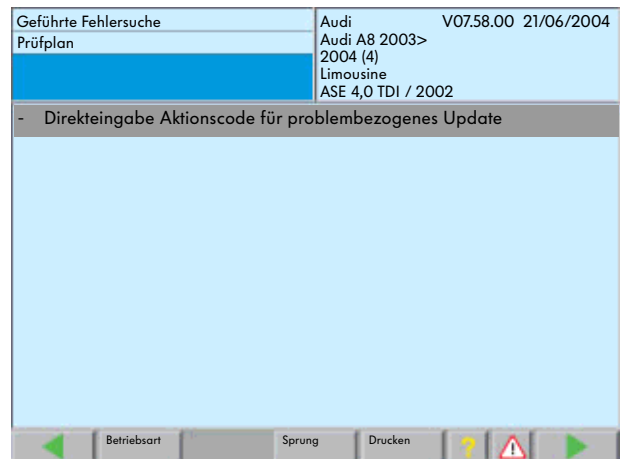 Geführte Fehlersuche
Prüfplan
Audi V07.58.00 21/06/2004
Audi A8 2003>
2004 (4)
Limousine
ASE 4,0 TDI / 2002
- Direkteingabe Aktionscode für problembezogenes Update
Betriebsart Sprung Drucken ?